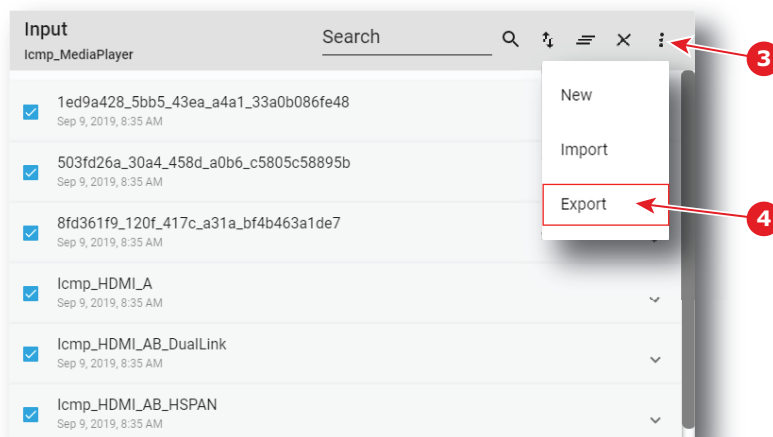 Input
Icmp_MediaPlayer
Search
3
New
Import
Export
4
1ed9a428_5bb5_43ea_a4a1_33a0b086fe48
Sep 9, 2019, 8:35 AM
503fd26a_30a4_458d_a0b6_c5805c58895b
Sep 9, 2019, 8:35 AM
8fd361f9_120f_417c_a31a_bf4b463a1de7
Sep 9, 2019, 8:35 AM
Icmp_HDMI_A
Sep 9, 2019, 8:35 AM
Icmp_HDMI_AB_DualLink
Sep 9, 2019, 8:35 AM
Icmp_HDMI_AB_HSPAN
Sep 9, 2019, 8:35 AM